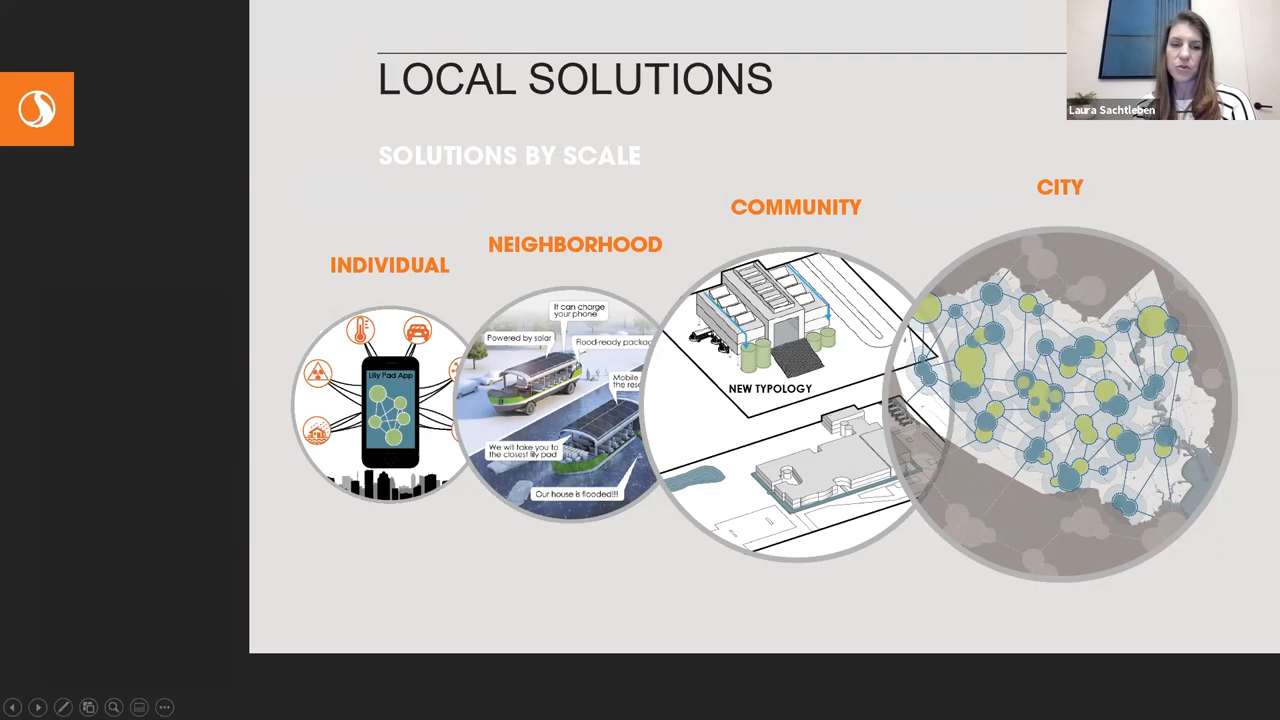 LOCAL SOLUTIONS
Laura Sachtleben
SOLUTIONS BY SCALE
CITY
COMMUNITY
NEIGHBORHOOD
INDIVIDUAL
Lily Pad App
It can charge
your phone
Powered by solar
Flood-ready
Mobile
the
We will take you to
the closest lily pad
Our house is flooded!!!
NEW TYPOLOGY